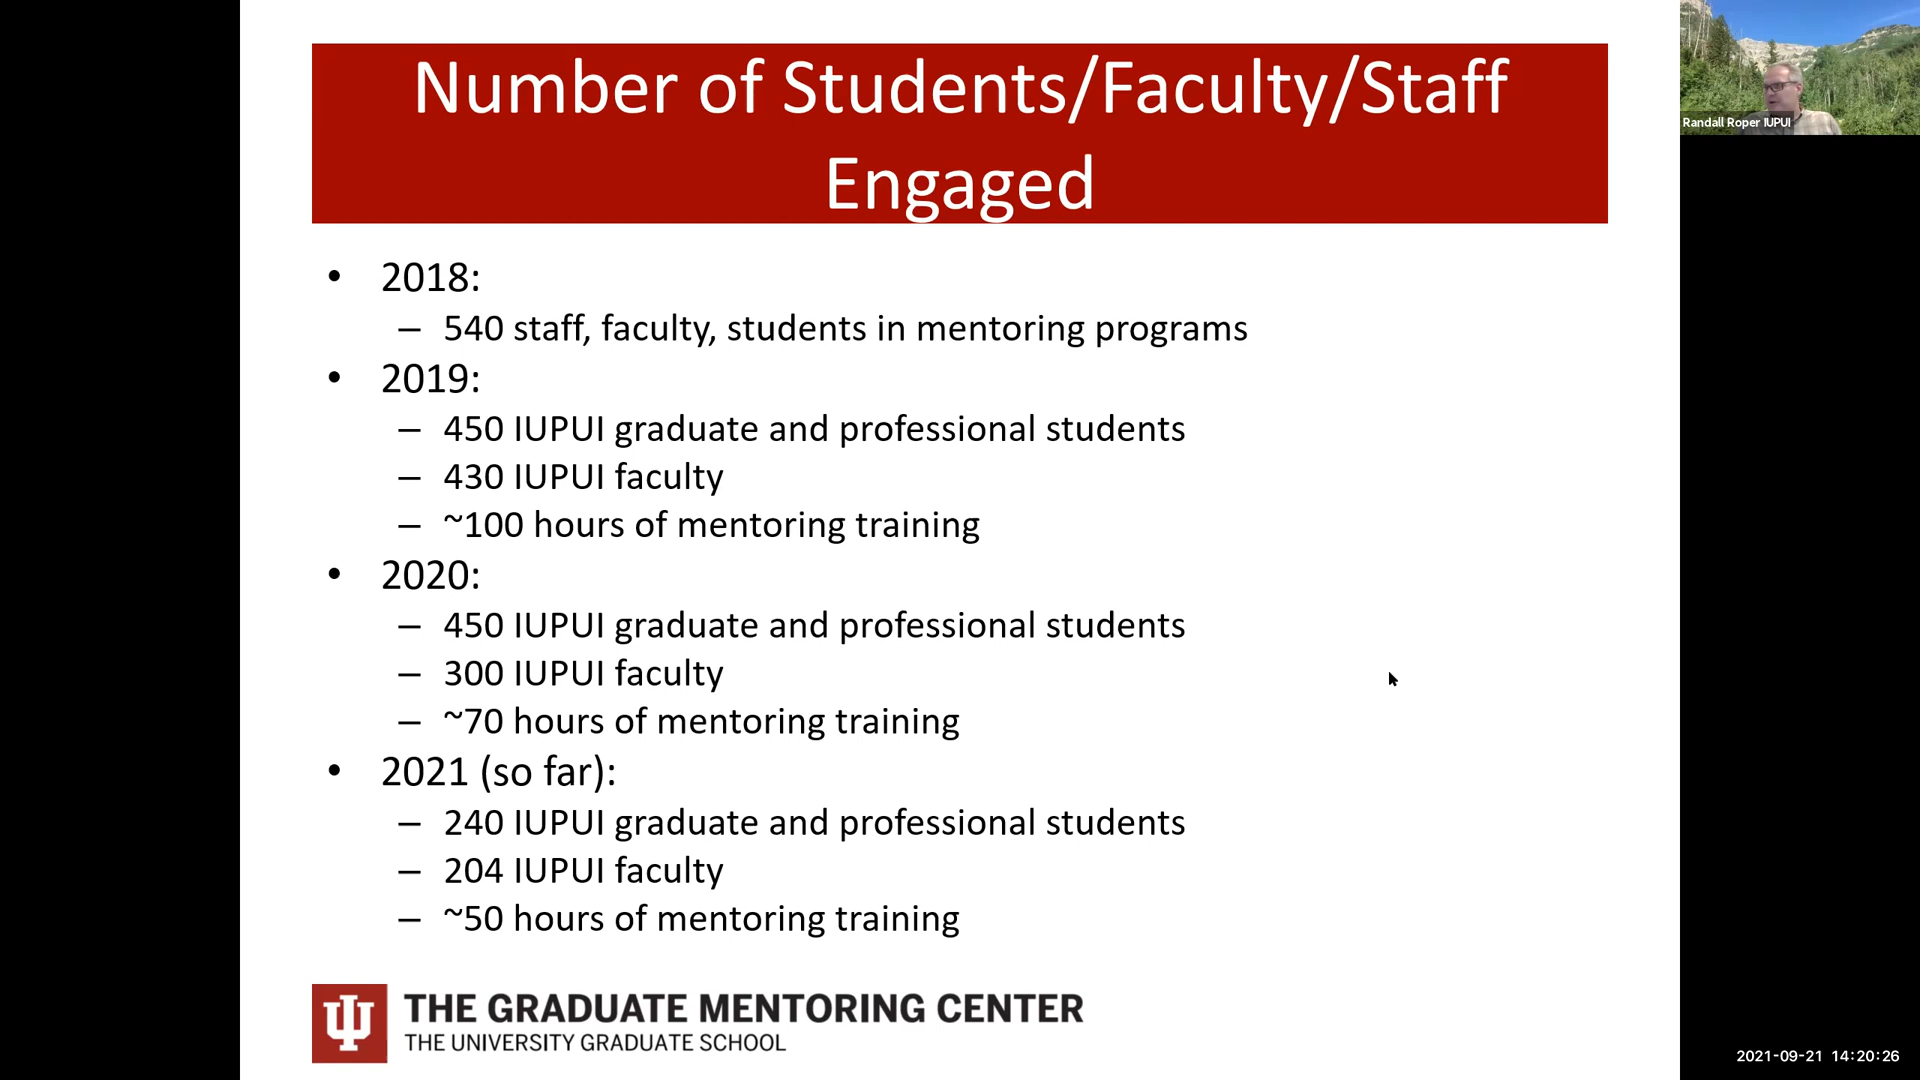 Number of Students/Faculty/Staff
Engaged
• 2018:
– 540 staff, faculty, students in mentoring programs
• 2019:
– 450 IUPUI graduate and professional students
– 430 IUPUI faculty
– ~100 hours of mentoring training
• 2020:
– 450 IUPUI graduate and professional students
– 300 IUPUI faculty
– ~70 hours of mentoring training
• 2021 (so far):
– 240 IUPUI graduate and professional students
– 204 IUPUI faculty
– ~50 hours of mentoring training
THE GRADUATE MENTORING CENTER
THE UNIVERSITY GRADUATE SCHOOL
Randall Roper IUPUI
2021-09-21 14:20:26